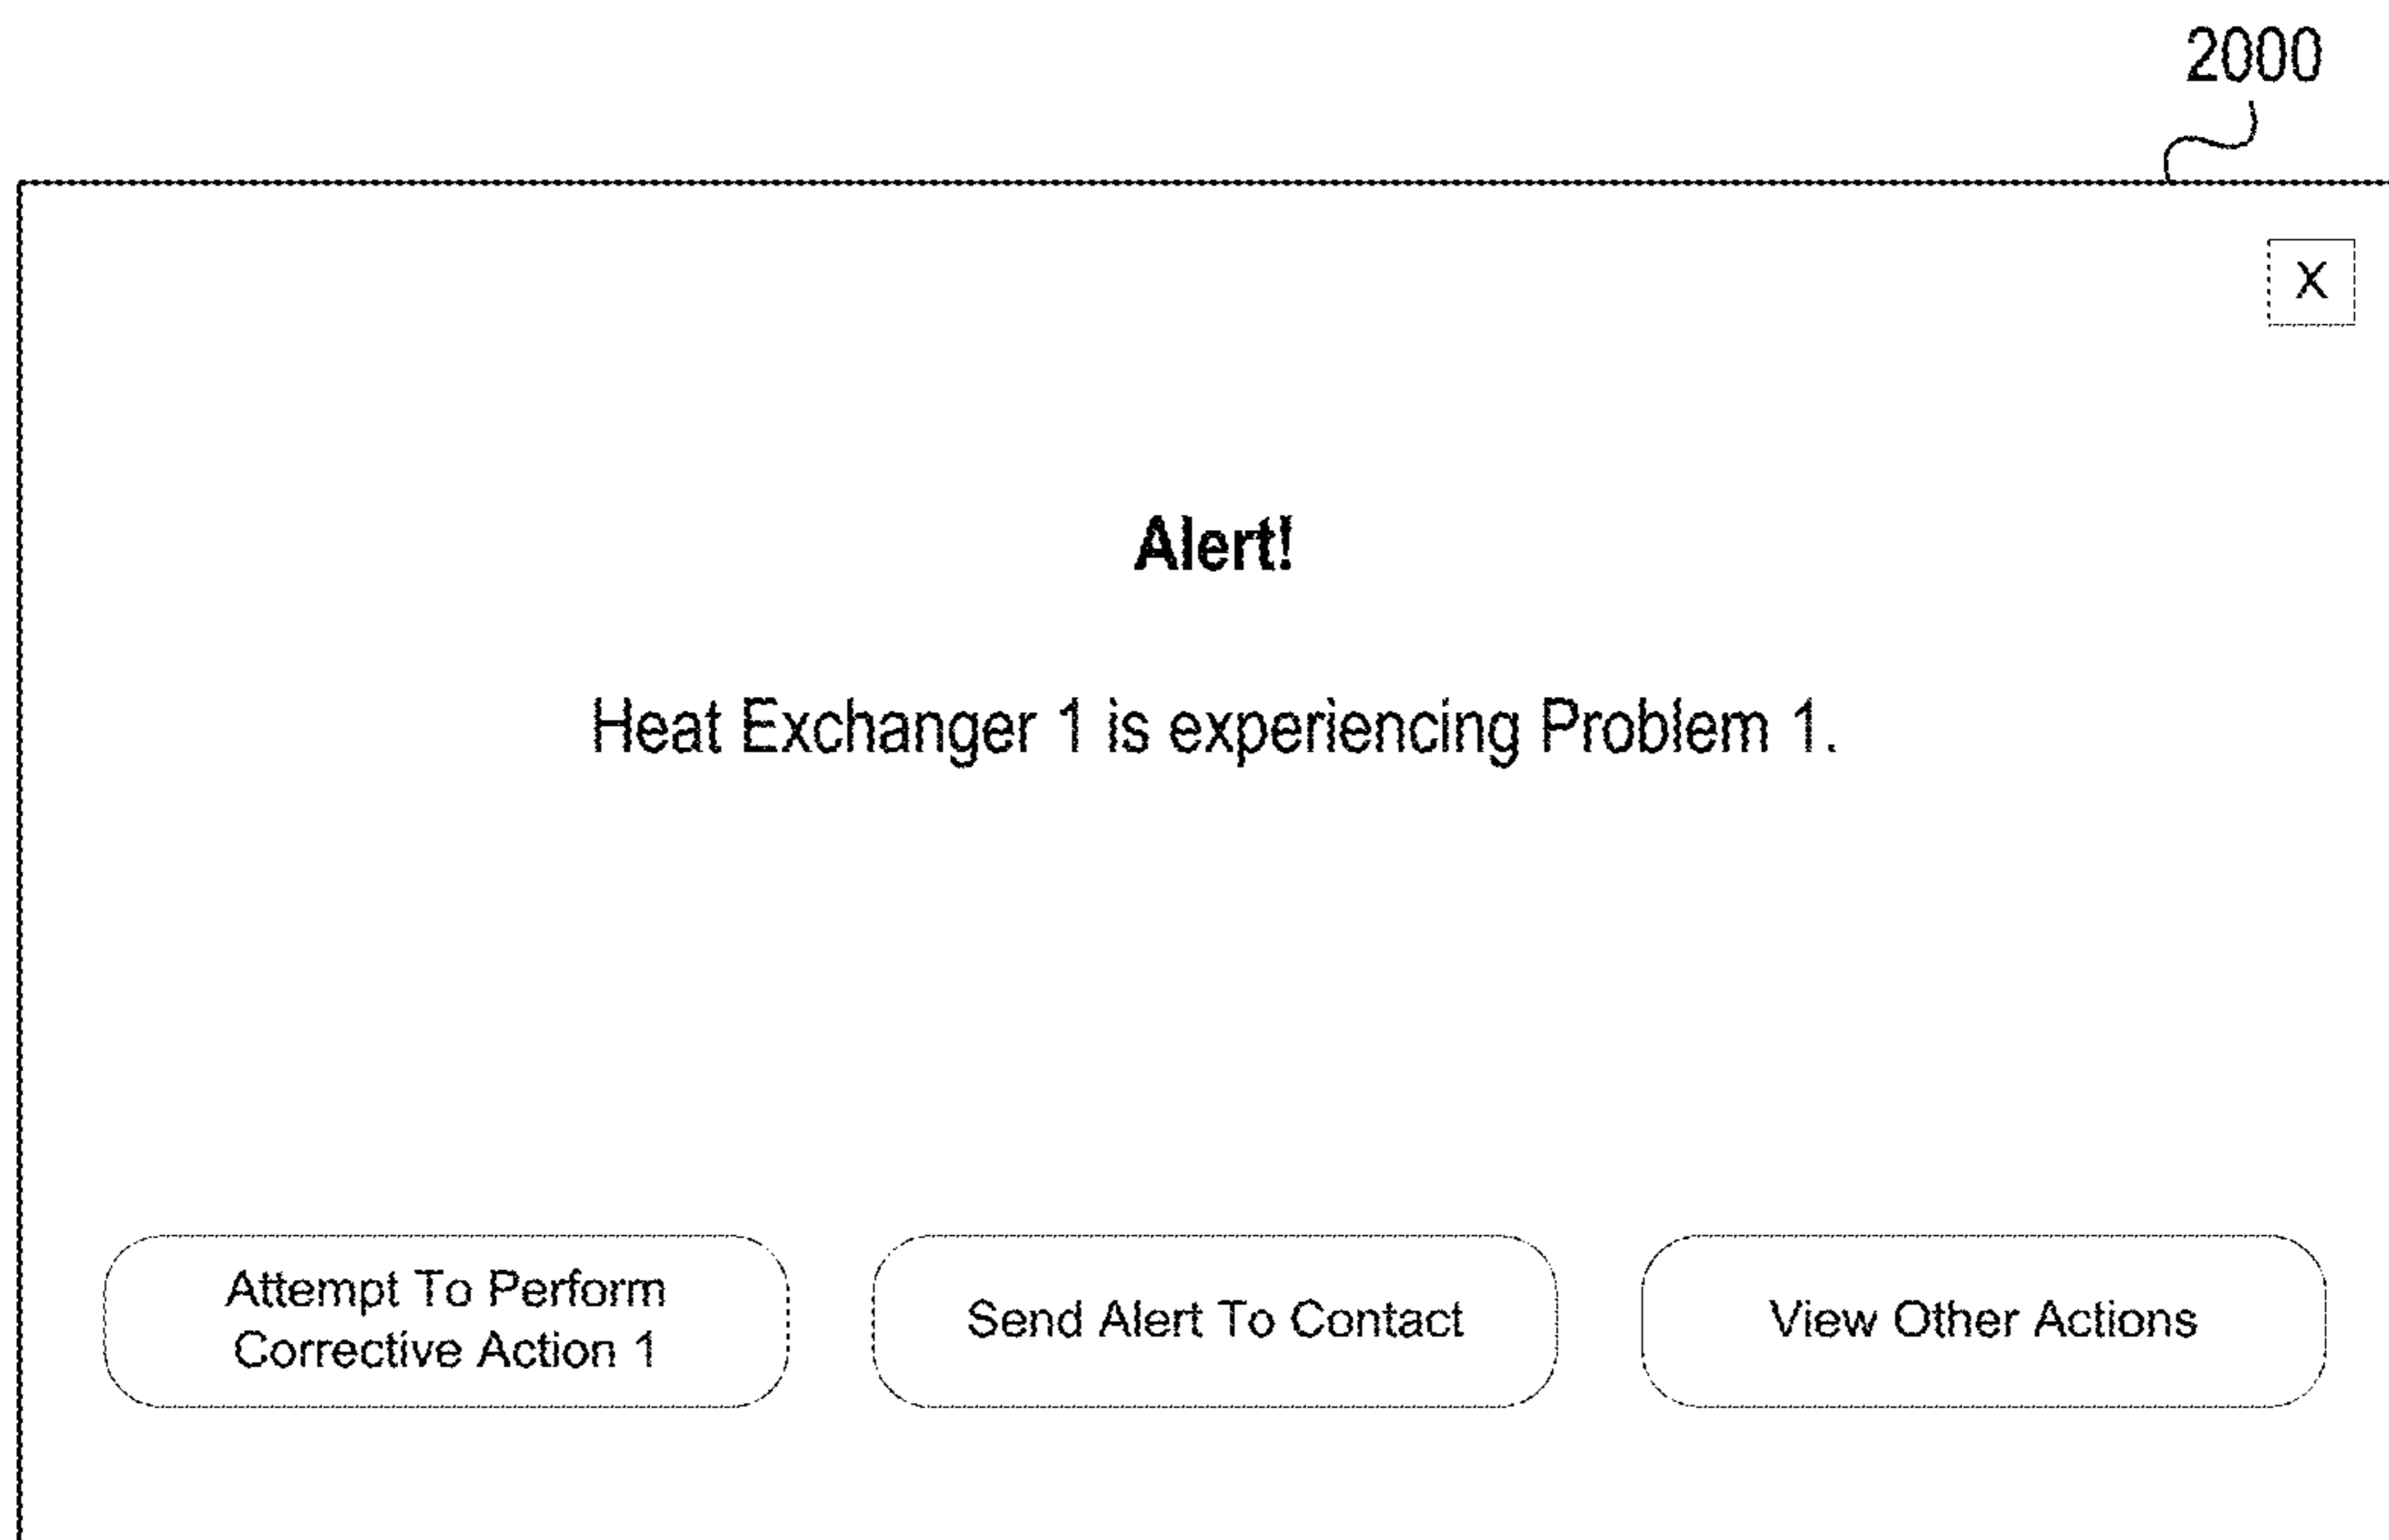 2000
X
Alert!
Heat Exchanger 1 is experiencing Problem 1.
Attempt To Perform
Corrective Action 1
Send Alert To Contact
View Other Actions